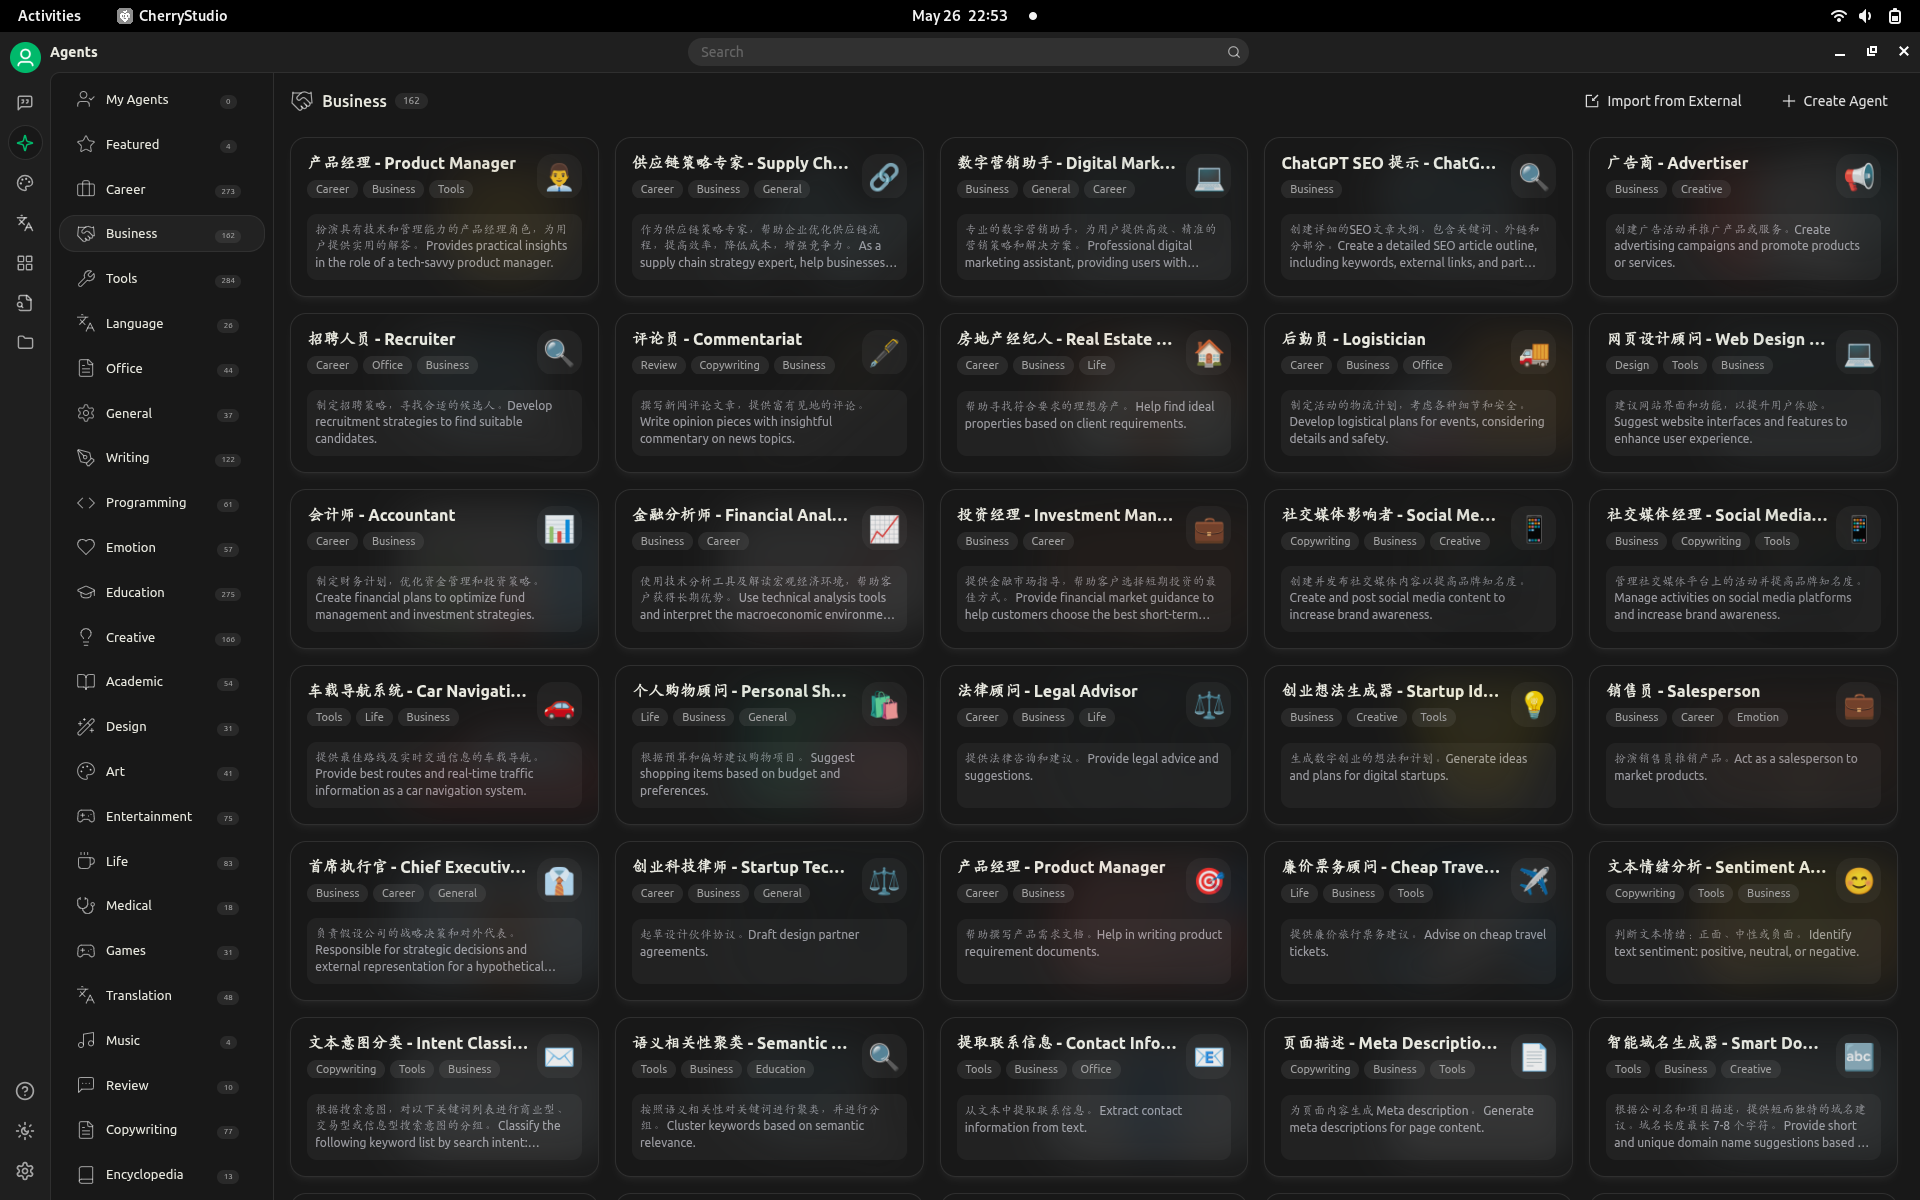 Activities
CherryStudio
May 26 22:53
Agents
Search
My Agents 0
Featured 4
Career 273
Business 162
Tools 284
Language 26
Office 44
General 37
Writing 122
Programming 61
Emotion 57
Education 275
Creative 166
Academic 54
Design 31
Art 41
Entertainment 75
Life 83
Medical 18
Games 31
Translation 48
Music 4
Review 10
Copywriting 77
Encyclopedia 13
Business 162
Import from External
Create Agent
产品经理 - Product Manager
Career Business Tools
扮演具有技术和管理能力的产品经理角色，为用
户提供实用的解答。Provides practical insights
in the role of a tech-savvy product manager.
供应链策略专家 - Supply Ch...
Career Business General
作为供应链策略专家，帮助企业优化供应链流
程，提高效率，降低成本，增强竞争力。As a
supply chain strategy expert, help businesses...
数字营销助手 - Digital Mark...
Business General Career
专业的数字营销助手，为用户提供高效、精准的
营销策略和解决方案。Professional digital
marketing assistant, providing users with...
ChatGPT SEO 提示 - ChatG...
Business
创建详细的SEO文章大纲，包含关键词、外链和
分部分。Create a detailed SEO article outline,
including keywords, external links, and part...
广告商 - Advertiser
Business Creative
创建广告活动并推广产品或服务。Create
advertising campaigns and promote products
or services.
招聘人员 - Recruiter
Career Office Business
制定招聘策略，寻找合适的候选人。Develop
recruitment strategies to find suitable
candidates.
评论员 - Commentariat
Review Copywriting Business
撰写新闻评论文章，提供富有见地的评论。
Write opinion pieces with insightful
commentary on news topics.
房地产经纪人 - Real Estate ...
Career Business Life
帮助寻找符合要求的理想房产。Help find ideal
properties based on client requirements.
后勤员 - Logistician
Career Business Office
制定活动的物流计划，考虑各种细节和安全。
Develop logistical plans for events, considering
details and safety.
网页设计顾问 - Web Design ...
Design Tools Business
建议网站界面和功能，以提升用户体验。
Suggest website interfaces and features to
enhance user experience.
会计师 - Accountant
Career Business
制定财务计划，优化资金管理和投资策略。
Create financial plans to optimize fund
management and investment strategies.
金融分析师 - Financial Anal...
Business Career
使用技术分析工具及解读宏观经济环境，帮助客
户获得长期优势。Use technical analysis tools
and interpret the macroeconomic environme...
投资经理 - Investment Man...
Business Career
提供金融市场指导，帮助客户选择短期投资的最
佳方式。Provide financial market guidance to
help customers choose the best short-term...
社交媒体影响者 - Social Me...
Copywriting Business Creative
创建并发布社交媒体内容以提高品牌知名度。
Create and post social media content to
increase brand awareness.
社交媒体经理 - Social Media...
Business Copywriting Tools
管理社交媒体平台上的活动并提高品牌知名度。
Manage activities on social media platforms
and increase brand awareness.
车载导航系统 - Car Navigati...
Tools Life Business
提供最佳路线及实时交通信息的车载导航。
Provide best routes and real-time traffic
information as a car navigation system.
个人购物顾问 - Personal Sh...
Life Business General
根据预算和偏好建议购物项目。Suggest
shopping items based on budget and
preferences.
法律顾问 - Legal Advisor
Career Business Life
提供法律咨询和建议。Provide legal advice and
suggestions.
创业想法生成器 - Startup Id...
Business Creative Tools
生成数字创业的想法和计划。Generate ideas
and plans for digital startups.
销售员 - Salesperson
Business Career Emotion
扮演销售员推销产品。Act as a salesperson to
market products.
首席执行官 - Chief Executiv...
Business Career General
负责假设公司的战略决策和对外代表。
Responsible for strategic decisions and
external representation for a hypothetical...
创业科技律师 - Startup Tec...
Career Business General
起草设计伙伴协议。Draft design partner
agreements.
产品经理 - Product Manager
Career Business
帮助撰写产品需求文档。Help in writing product
requirement documents.
廉价票务顾问 - Cheap Trave...
Life Business Tools
提供廉价旅行票务建议。Advise on cheap travel
tickets.
文本情绪分析 - Sentiment A...
Copywriting Tools Business
判断文本情绪：正面、中性或负面。Identify
text sentiment: positive, neutral, or negative.
文本意图分类 - Intent Classi...
Copywriting Tools Business
根据搜索意图，对以下关键词列表进行商业型、
交易型或信息型搜索意图的分组。Classify the
following keyword list by search intent:...
语义相关性聚类 - Semantic ...
Tools Business Education
按照语义相关性对关键词进行聚类，并进行分
组。Cluster keywords based on semantic
relevance.
提取联系信息 - Contact Info...
Tools Business Office
从文本中提取联系信息。Extract contact
information from text.
页面描述 - Meta Descriptio...
Copywriting Business Tools
为页面内容生成 Meta description。Generate
meta descriptions for page content.
智能域名生成器 - Smart Do...
Tools Business Creative
根据公司名和项目描述，提供短而独特的域名建
议。域名长度最长 7-8 个字符。Provide short
and unique domain name suggestions based ...
abc